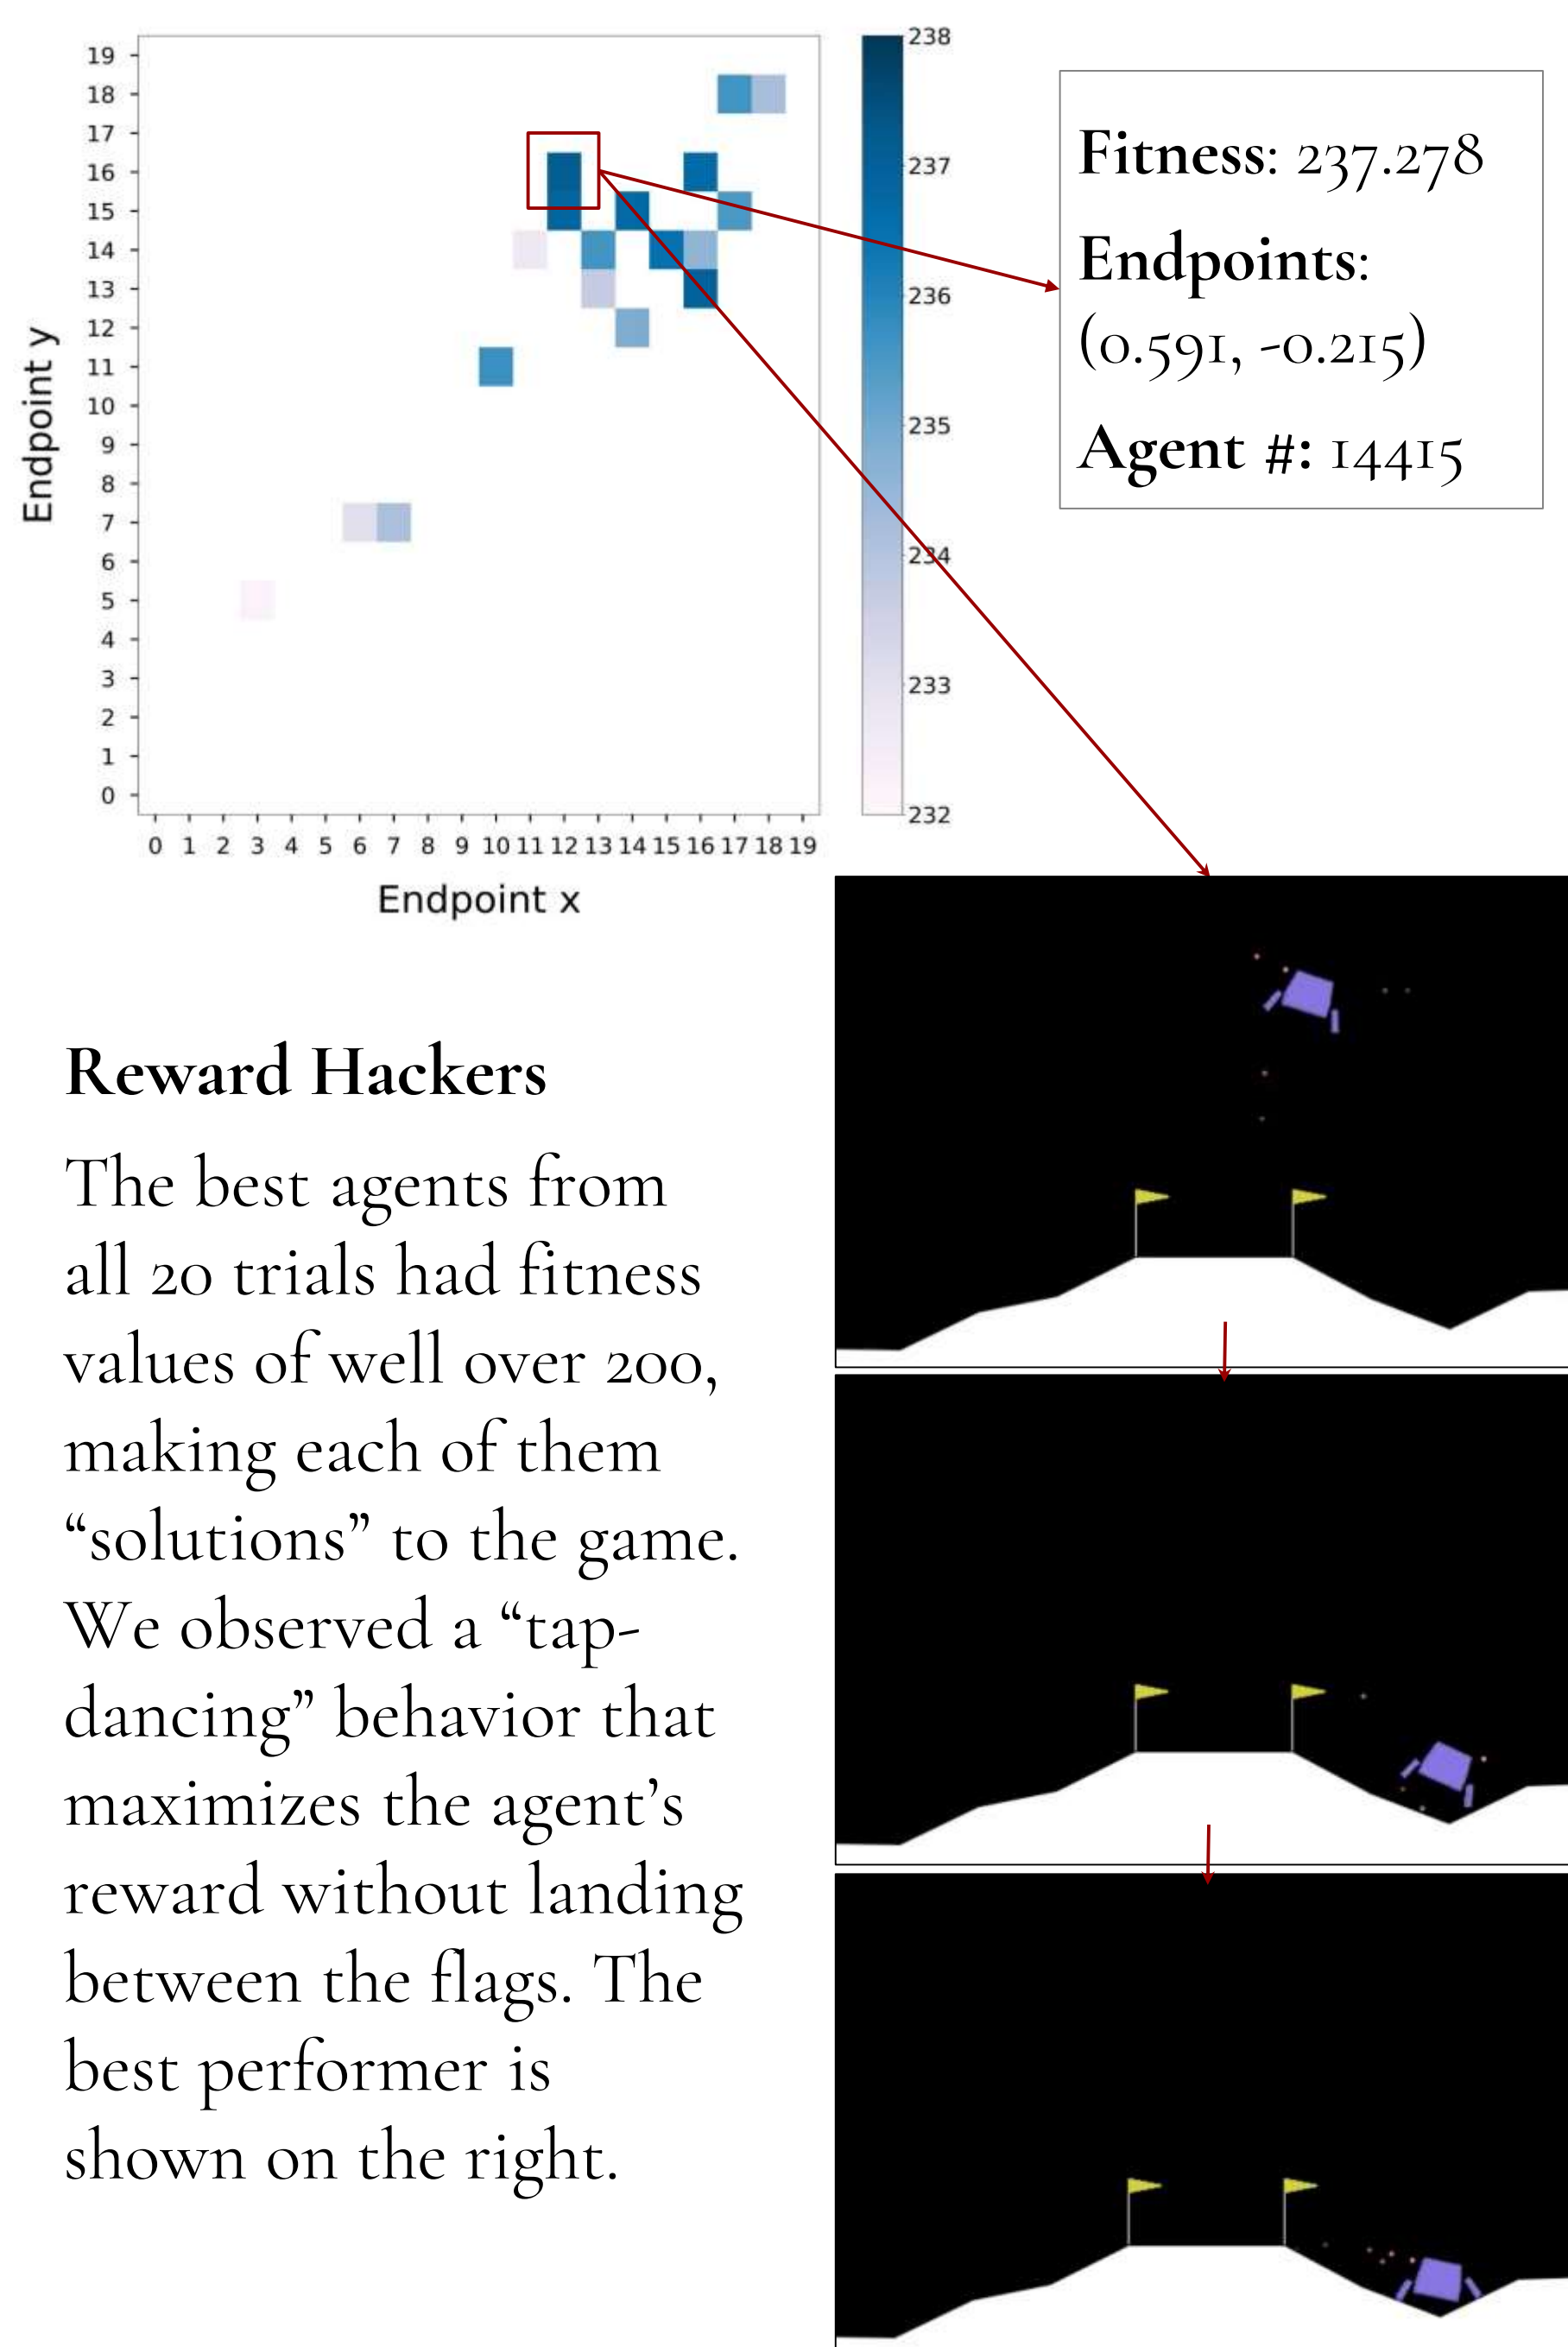 19
18
17
16
15
14
13
12
11
10
9
8
7
6
5
4
3
2
1
0
Endpoint y
0 1 2 3 4 5 6 7 8 9 10 11 12 13 14 15 16 17 18 19
Endpoint x
238
237
236
235
234
233
232
Fitness: 237.278
Endpoints:
(0.591, -0.215)
Agent #: 14415
Reward Hackers
The best agents from
all 20 trials had fitness
values of well over 200,
making each of them
“solutions” to the game.
We observed a “tap-
dancing” behavior that
maximizes the agent’s
reward without landing
between the flags. The
best performer is
shown on the right.